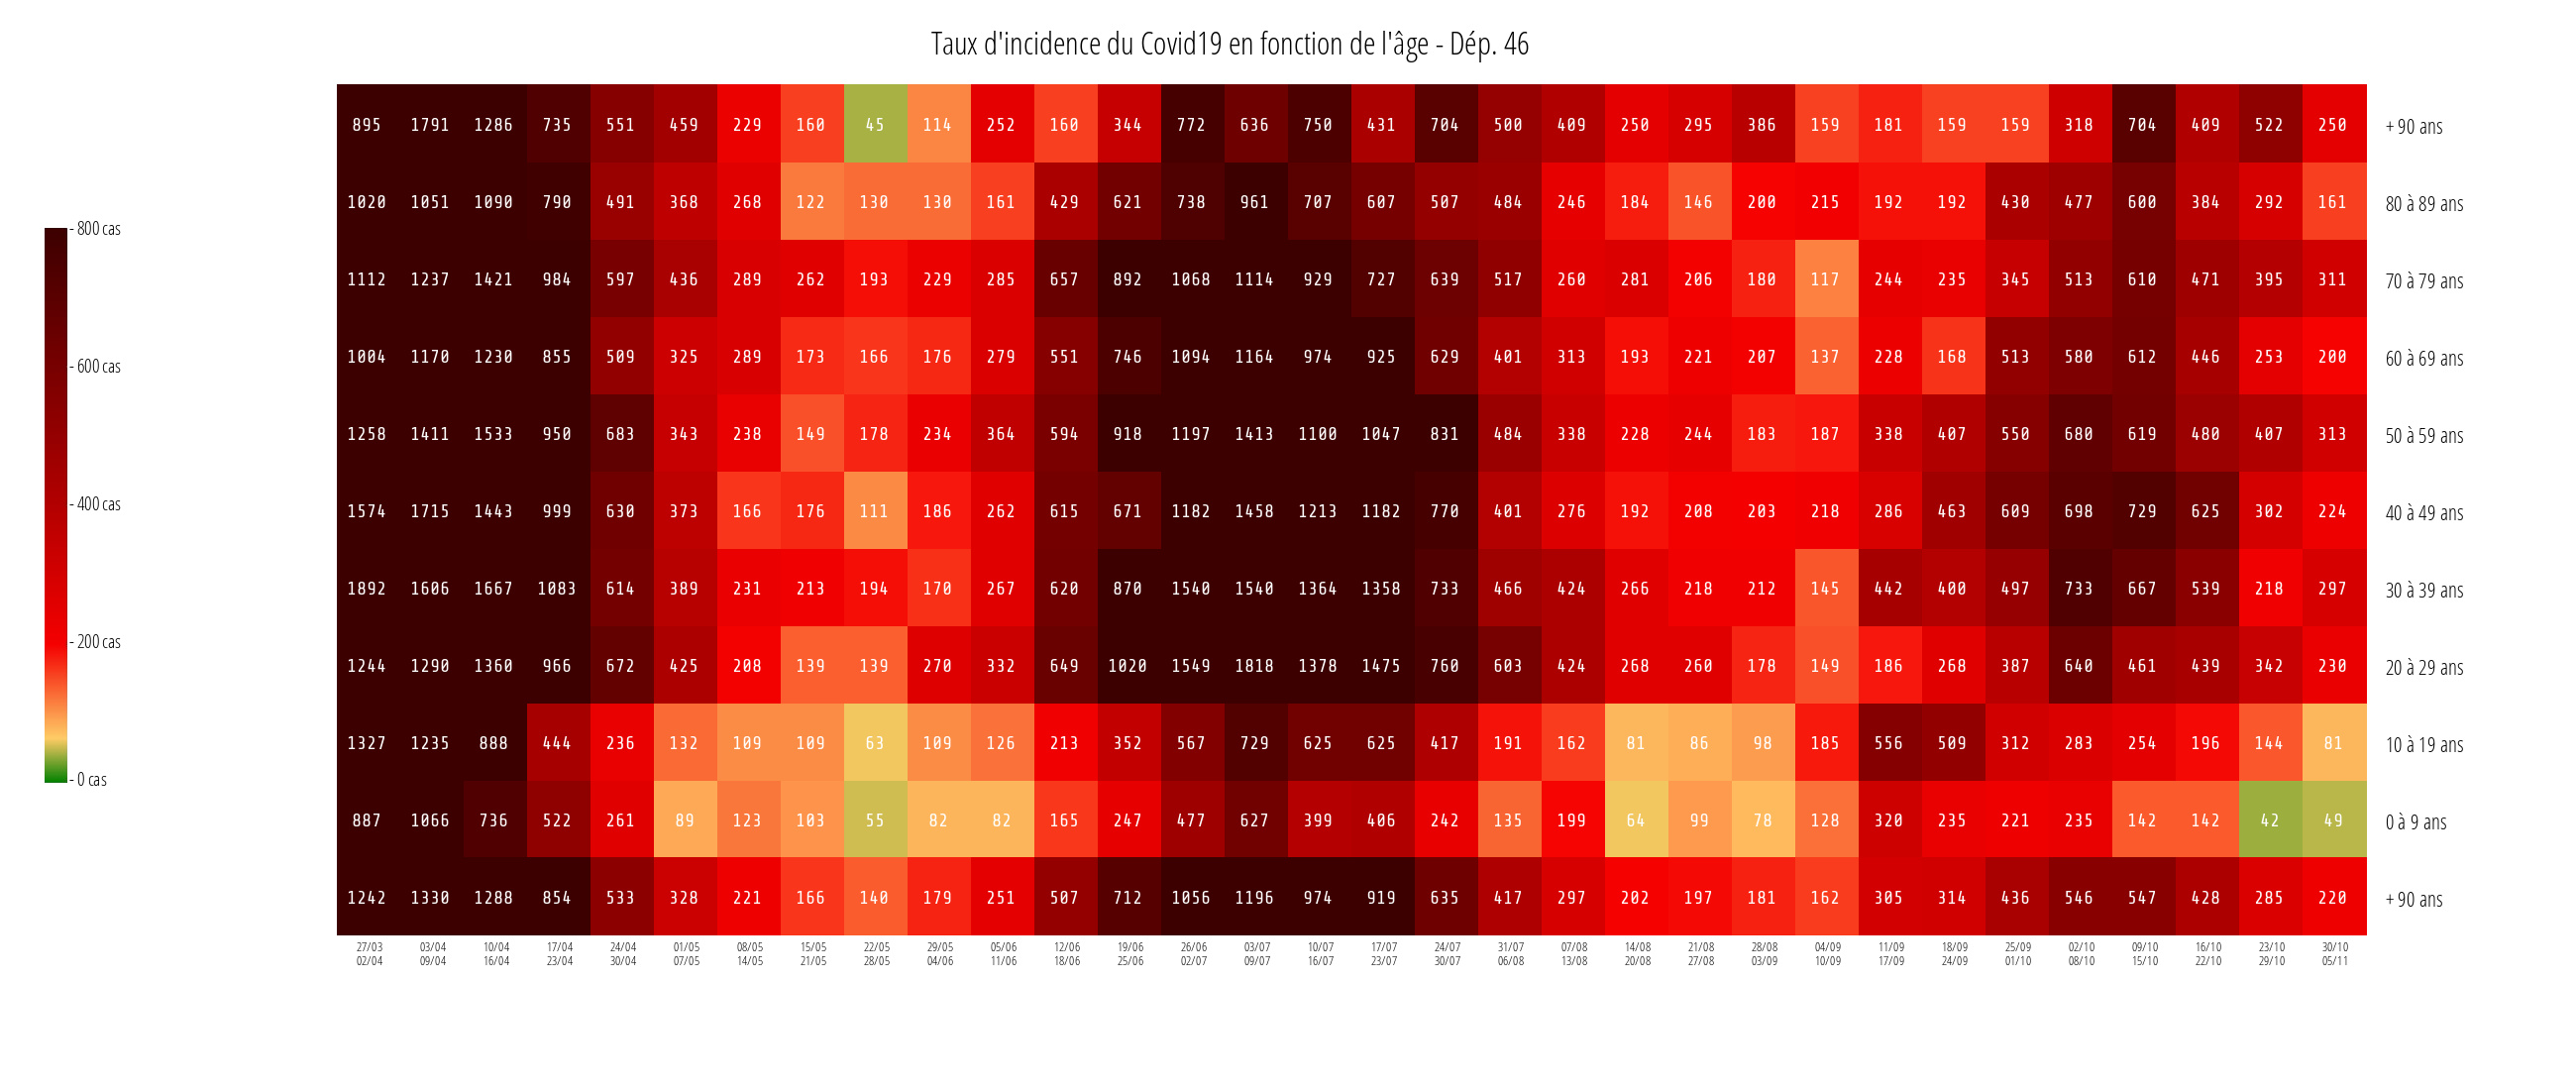 Taux d'incidence du Covid19 en fonction de l'âge - Dép. 46
- 800 cas
- 600 cas
- 400 cas
- 200 cas
- 0 cas
895 1791 1286 735 551 459 229 160 45 114 252 160 344 772 636 750 431 704 500 409 250 295 386 159 181 159 159 318 704 409 522 250 + 90 ans
1020 1051 1090 790 491 368 268 122 130 130 161 429 621 738 961 707 607 507 484 246 184 146 200 215 192 192 430 477 600 384 292 161 80 à 89 ans
1112 1237 1421 984 597 436 289 262 193 229 285 657 892 1068 1114 929 727 639 517 260 281 206 180 117 244 235 345 513 610 471 395 311 70 à 79 ans
1004 1170 1230 855 509 325 289 173 166 176 279 551 746 1094 1164 974 925 629 401 313 193 221 207 137 228 168 513 580 612 446 253 200 60 à 69 ans
1258 1411 1533 950 683 343 238 149 178 234 364 594 918 1197 1413 1100 1047 831 484 338 228 244 183 187 338 407 550 680 619 480 407 313 50 à 59 ans
1574 1715 1443 999 630 373 166 176 111 186 262 615 671 1182 1458 1213 1182 770 401 276 192 208 203 218 286 463 609 698 729 625 302 224 40 à 49 ans
1892 1606 1667 1083 614 389 231 213 194 170 267 620 870 1540 1540 1364 1358 733 466 424 266 218 212 145 442 400 497 733 667 539 218 297 30 à 39 ans
1244 1290 1360 966 672 425 208 139 139 270 332 649 1020 1549 1818 1378 1475 760 603 424 268 260 178 149 186 268 387 640 461 439 342 230 20 à 29 ans
1327 1235 888 444 236 132 109 109 63 109 126 213 352 567 729 625 625 417 191 162 81 86 98 185 556 509 312 283 254 196 144 81 10 à 19 ans
887 1066 736 522 261 89 123 103 55 82 82 165 247 477 627 399 406 242 135 199 64 99 78 128 320 235 221 235 142 142 42 49 0 à 9 ans
1242 1330 1288 854 533 328 221 166 140 179 251 507 712 1056 1196 974 919 635 417 297 202 197 181 162 305 314 436 546 547 428 285 220 + 90 ans
27/03 03/04 10/04 17/04 24/04 01/05 08/05 15/05 22/05 29/05 05/06 12/06 19/06 26/06 03/07 10/07 17/07 24/07 31/07 07/08 14/08 21/08 28/08 04/09 11/09 18/09 25/09 02/10 09/10 16/10 23/10 30/10
02/04 09/04 16/04 23/04 30/04 07/05 14/05 21/05 28/05 04/06 11/06 18/06 25/06 02/07 09/07 16/07 23/07 30/07 06/08 13/08 20/08 27/08 03/09 10/09 17/09 24/09 01/10 08/10 15/10 22/10 29/10 05/11